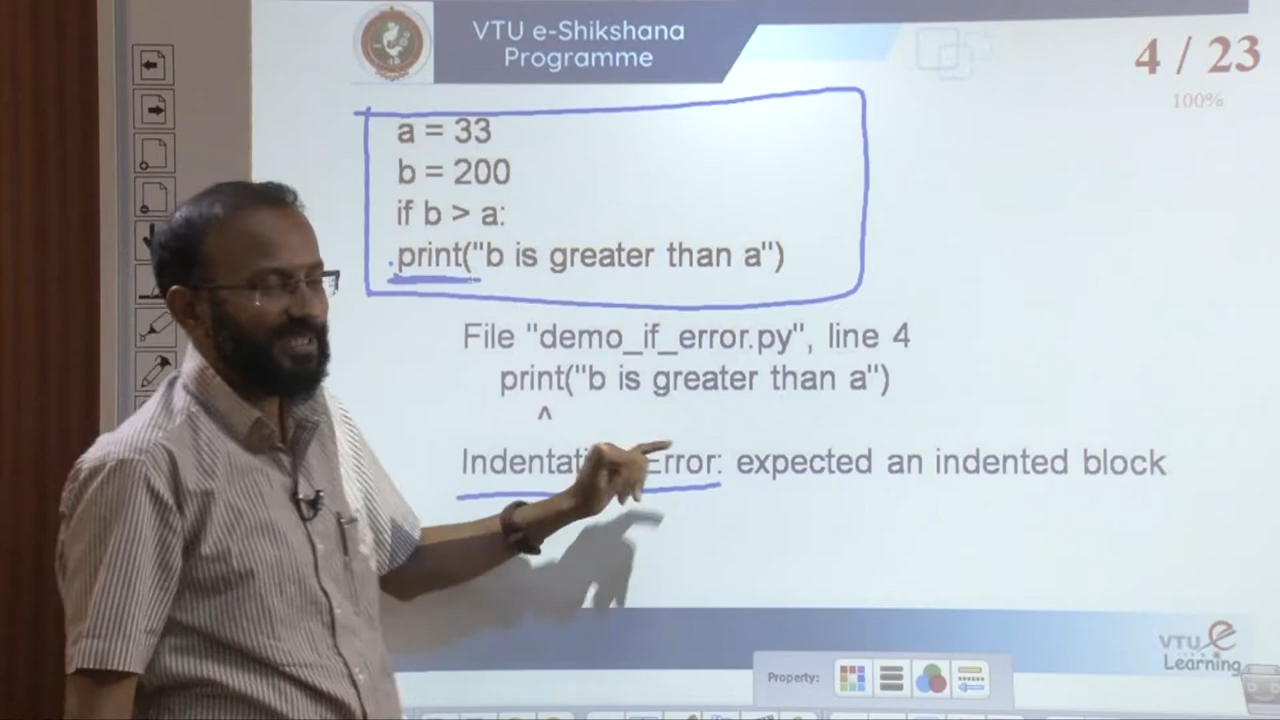 VTU e-Shikshana
Programme
4 / 23
100%
a = 33
b = 200
if b > a:
print("b is greater than a")
File "demo_if_error.py", line 4
print("b is greater than a")
^
Indentati Error: expected an indented block
VTU e
Learning
Property: